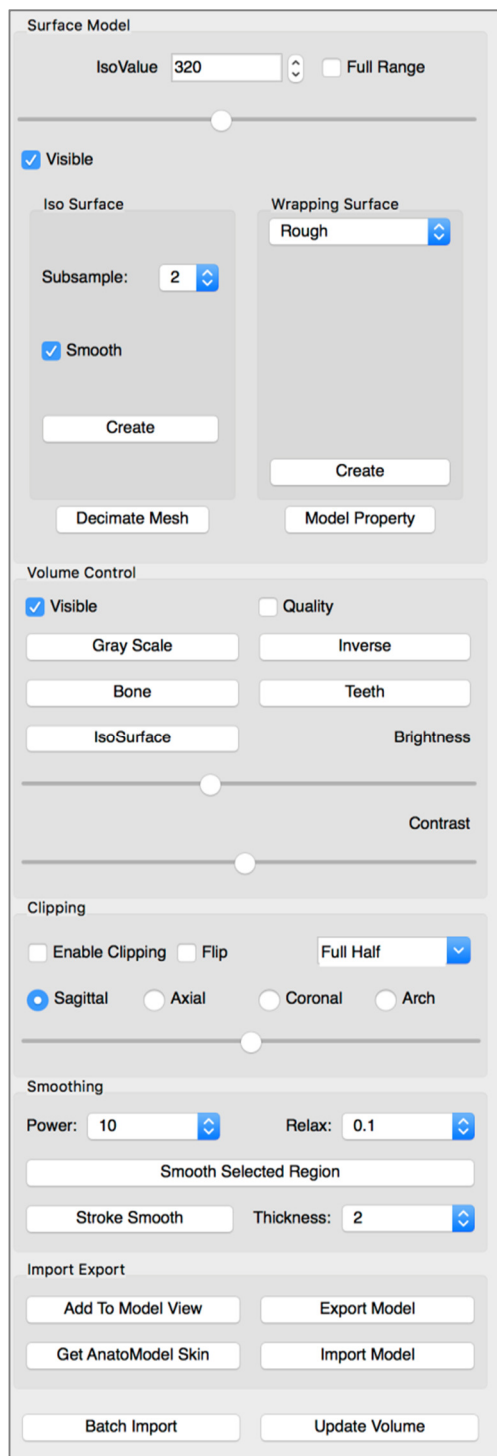 Surface Model
IsoValue 320 Full Range
Visible
Iso Surface Wrapping Surface
Rough
Subsample: 2
Smooth
Create
Create
Decimate Mesh Model Property
Volume Control
Visible Quality
Gray Scale Inverse
Bone Teeth
IsoSurface Brightness
Contrast
Clipping
Enable Clipping Flip Full Half
Sagittal Axial Coronal Arch
Smoothing
Power: 10 Relax: 0.1
Smooth Selected Region
Stroke Smooth Thickness: 2
Import Export
Add To Model View Export Model
Get AnatoModel Skin Import Model
Batch Import Update Volume